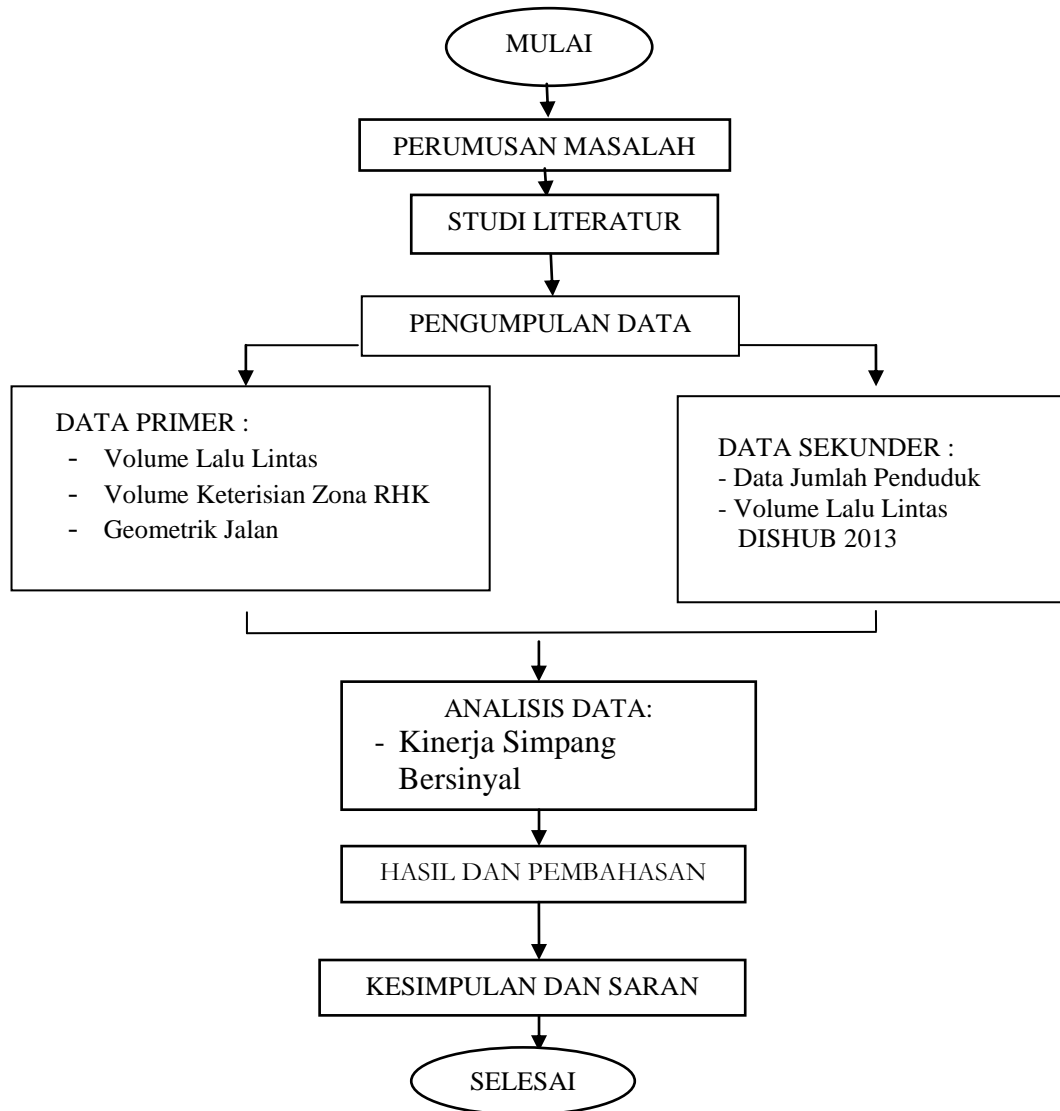 MULAI
PERUMUSAN MASALAH
STUDI LITERATUR
PENGUMPULAN DATA
DATA PRIMER :
- Volume Lalu Lintas
- Volume Keterisian Zona RHK
- Geometrik Jalan
DATA SEKUNDER :
- Data Jumlah Penduduk
- Volume Lalu Lintas
DISHUB 2013
ANALISIS DATA:
- Kinerja Simpang
Bersinyal
HASIL DAN PEMBAHASAN
KESIMPULAN DAN SARAN
SELESAI